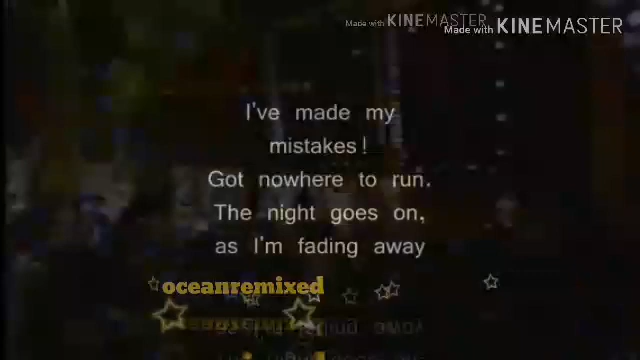 Made with KINEMASTER
Made with KINEMASTER
I've made my
mistakes!
Got nowhere to run.
The night goes on,
as I'm fading away
oceanremixed